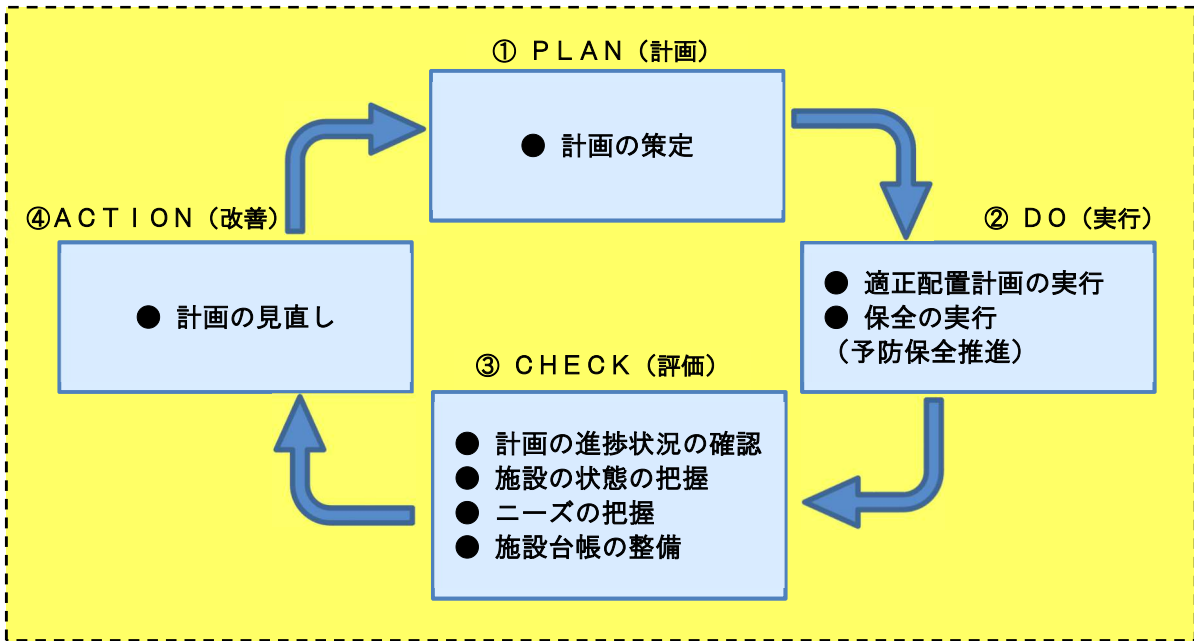 ① ＰＬＡＮ（計画）
● 計画の策定
② ＤＯ（実行）
● 適正配置計画の実行
● 保全の実行
（予防保全推進）
③ ＣＨＥＣＫ（評価）
● 計画の進捗状況の確認
● 施設の状態の把握
● ニーズの把握
● 施設台帳の整備
④ＡＣＴＩＯＮ（改善）
● 計画の見直し